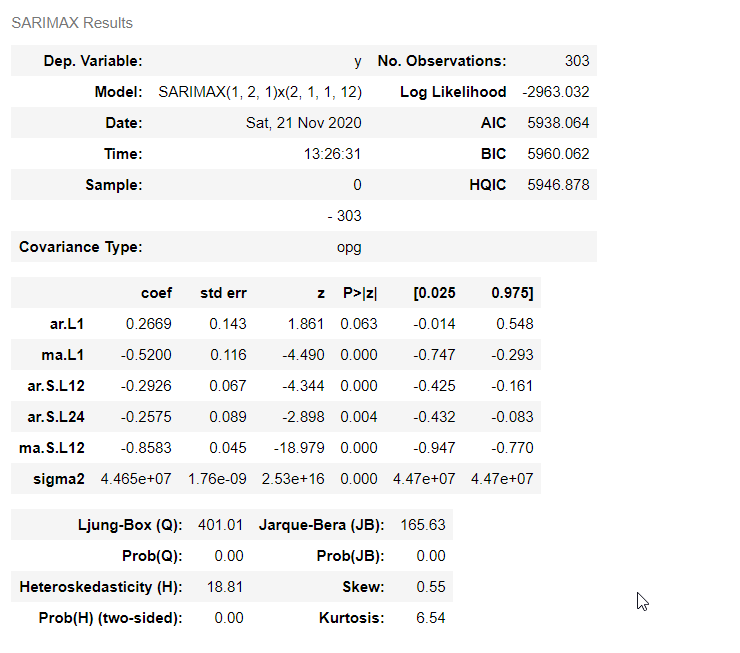 SARIMAX Results
Dep. Variable: y No. Observations: 303
Model: SARIMAX(1, 2, 1)x(2, 1, 1, 12) Log Likelihood -2963.032
Date: Sat, 21 Nov 2020 AIC 5938.064
Time: 13:26:31 BIC 5960.062
Sample: 0 HQIC 5946.878
- 303
Covariance Type: opg
coef std err z P>|z| [0.025 0.975]
ar.L1 0.2669 0.143 1.861 0.063 -0.014 0.548
ma.L1 -0.5200 0.116 -4.490 0.000 -0.747 -0.293
ar.S.L12 -0.2926 0.067 -4.344 0.000 -0.425 -0.161
ar.S.L24 -0.2575 0.089 -2.898 0.004 -0.432 -0.083
ma.S.L12 -0.8583 0.045 -18.979 0.000 -0.947 -0.770
sigma2 4.465e+07 1.76e-09 2.53e+16 0.000 4.47e+07 4.47e+07
Ljung-Box (Q): 401.01 Jarque-Bera (JB): 165.63
Prob(Q): 0.00 Prob(JB): 0.00
Heteroskedasticity (H): 18.81 Skew: 0.55
Prob(H) (two-sided): 0.00 Kurtosis: 6.54